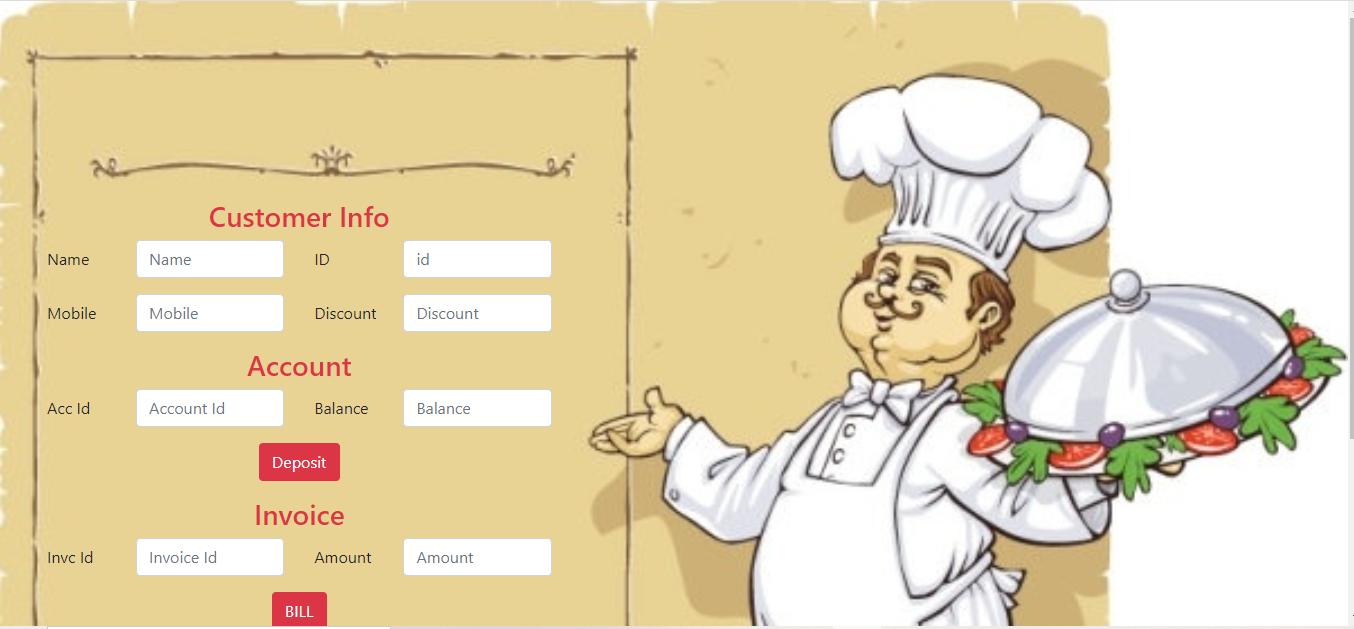 Customer Info
Name Name ID id
Mobile Mobile Discount Discount
Account
Acc Id Account Id Balance Balance
Deposit
Invoice
Invc Id Invoice Id Amount Amount
BILL